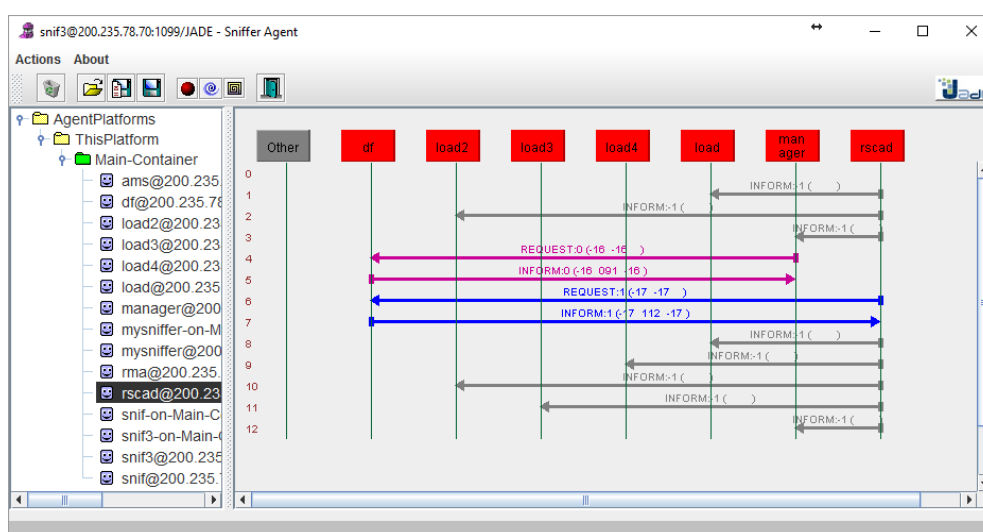 snif3@200.235.78.70:1099/JADE - Sniffer Agent
Actions About
AgentPlatforms
ThisPlatform
Main-Container
ams@200.235.
df@200.235.78
load2@200.23
load3@200.23
load4@200.23
load@200.235
manager@200
mysniffer-on-M
mysniffer@200
rma@200.235.
rscad@200.23
snif-on-Main-C
snif3-on-Main-
snif3@200.235
snif@200.235.
Other df load2 load3 load4 load man ager rscad
0
1 INFORM:-1 ( )
2 INFORM:-1 ( )
3 INFORM:-1 (
4 REQUEST:0 (-16 -16 )
5 INFORM:0 (-16 091 -16 )
6 REQUEST:1 (-17 -17 )
7 INFORM:1 (-17 112 -17 )
8 INFORM:-1 ( )
9 INFORM:-1 ( )
10 INFORM:-1 ( )
11 INFORM:-1 ( )
12 INFORM:-1 (